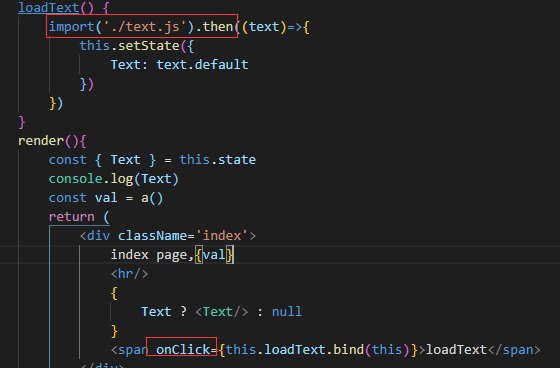 loadText() {
import('./text.js').then((text)=>{
this.setState({
Text: text.default
})
})
}
render(){
const { Text } = this.state
console.log(Text)
const val = a()
return (
<div className='index'>
index page,{val}
<hr/>
{
Text ? <Text/> : null
}
<span onClick={this.loadText.bind(this)}>loadText</span>
</div>